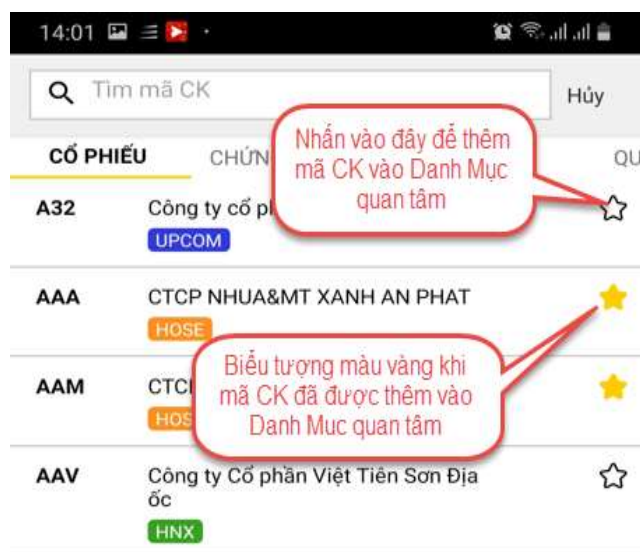 14:01
Tìm mã CK
Hủy
CỔ PHIẾU
CHỨN
QU
Nhấn vào đây để thêm
mã CK vào Danh Mục
quan tâm
A32
Công ty cổ p
UPCOM
AAA
CTCP NHUA&MT XANH AN PHAT
HOSE
Biểu tượng màu vàng khi
mã CK đã được thêm vào
Danh Muc quan tâm
AAM
CTC
HOS
AAV
Công ty Cổ phần Việt Tiên Sơn Địa
ốc
HNX